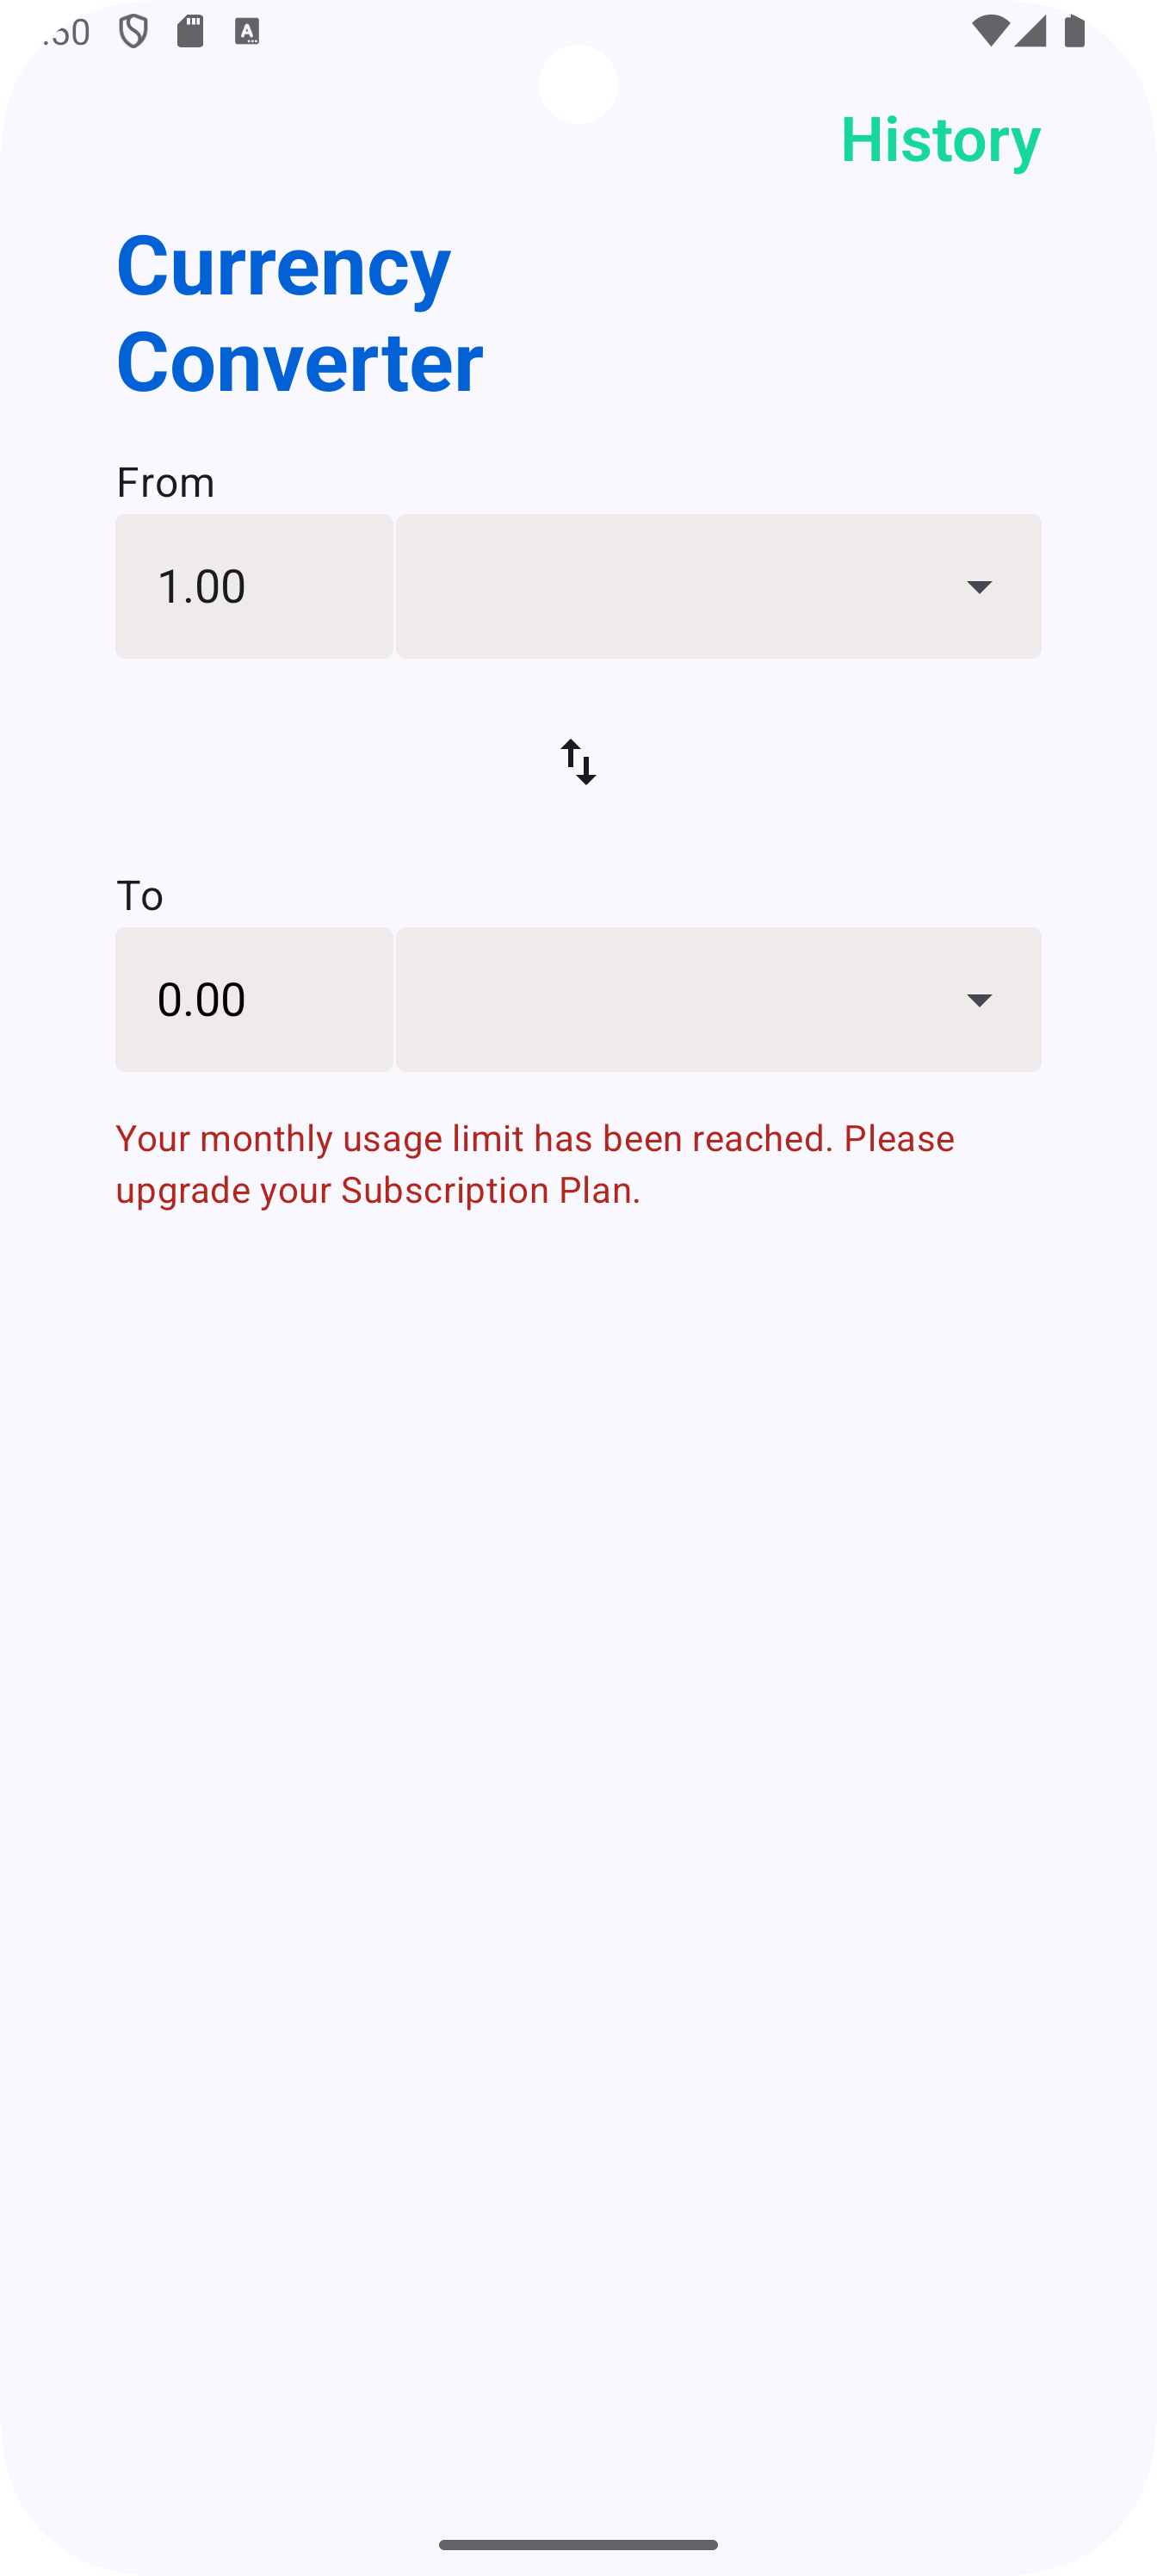 History
Currency
Converter
From
1.00
To
0.00
Your monthly usage limit has been reached. Please
upgrade your Subscription Plan.